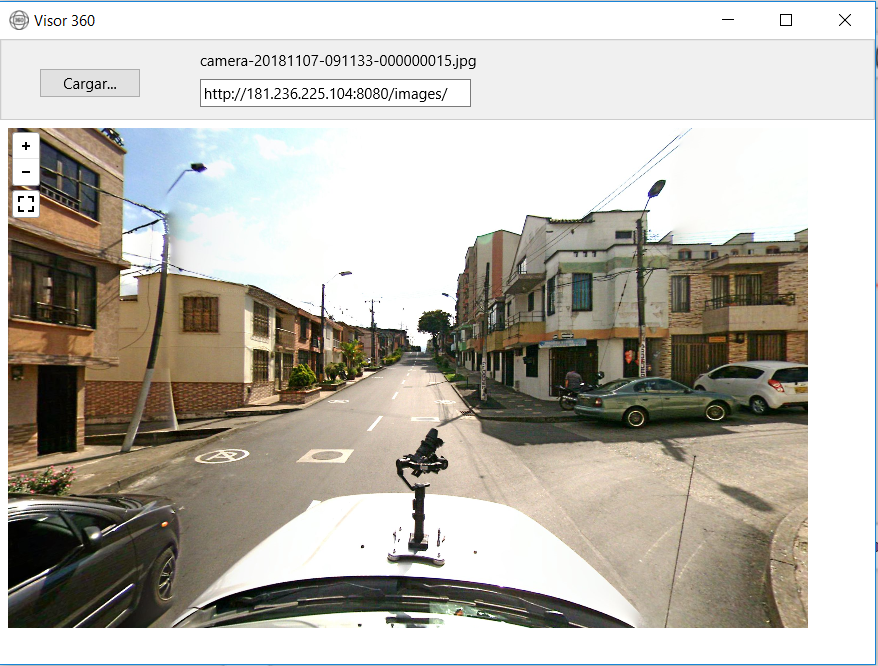 Visor 360
Cargar...
camera-20181107-091133-000000015.jpg
http://181.236.225.104:8080/images/
+
−